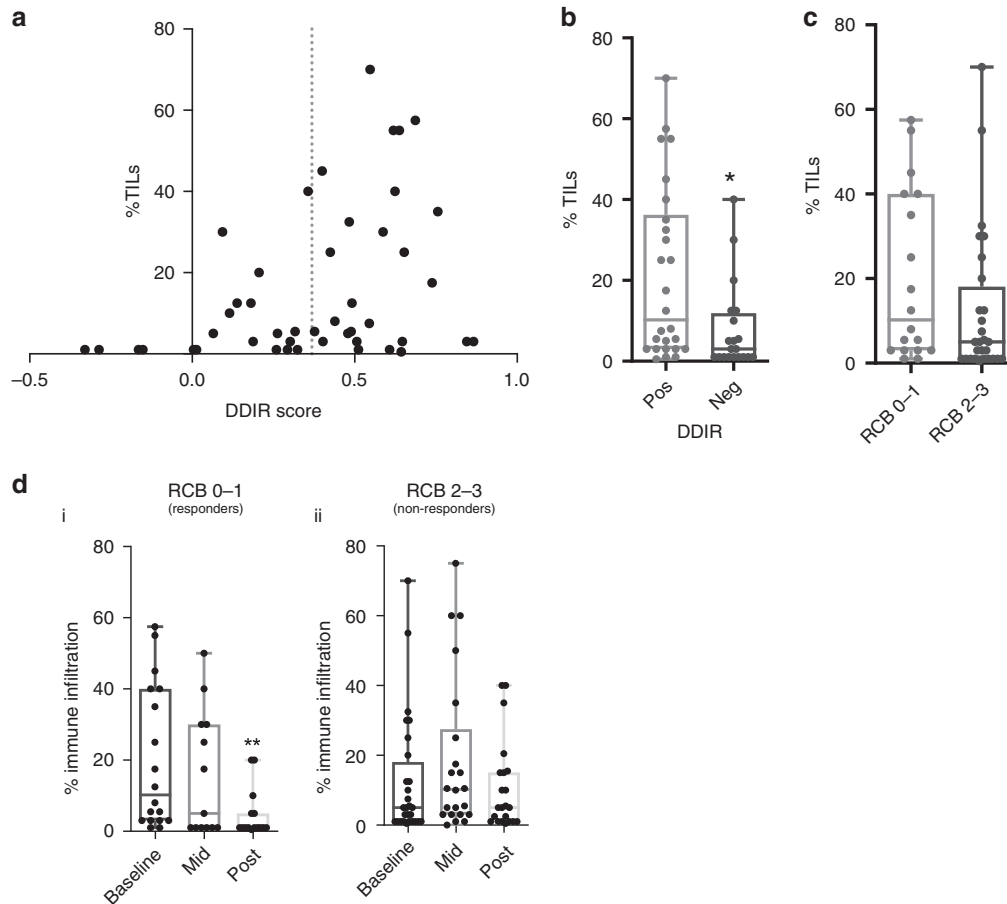 a
80
60
40
20
%TILs
–0.5
0.0
0.5
1.0
DDIR score
b
80
60
40
20
0
% TILs
*
Pos
Neg
DDIR
c
80
60
40
20
0
% TILs
RCB 0–1
RCB 2–3
d
RCB 0–1
(responders)
i
80
60
40
20
0
% immune infiltration
**
Baseline
Mid
Post
RCB 2–3
(non-responders)
ii
80
60
40
20
0
% immune infiltration
Baseline
Mid
Post